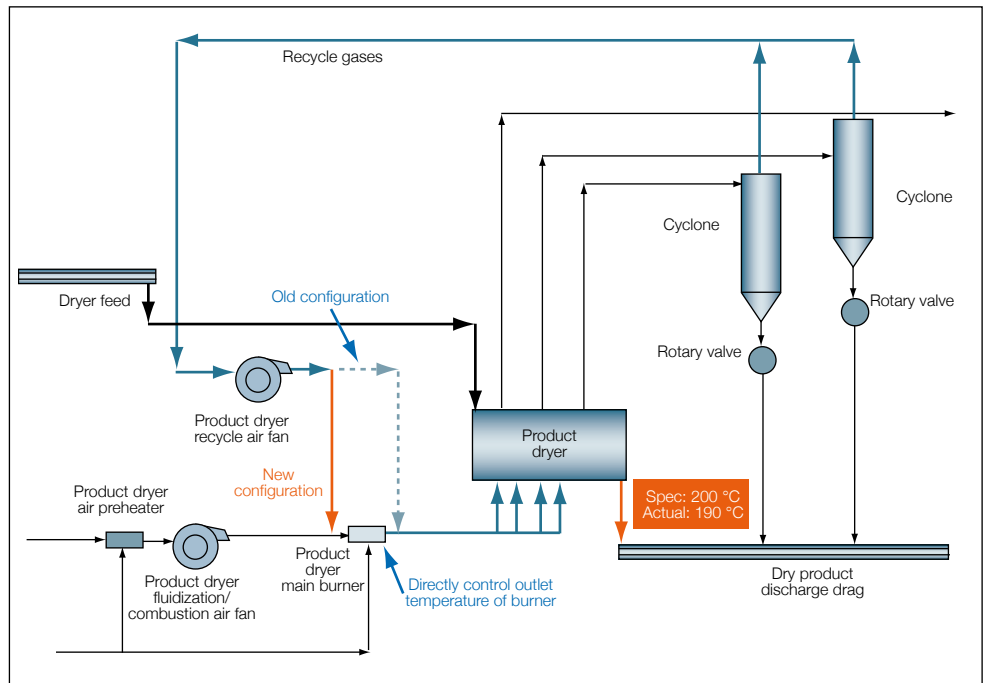 Recycle gases
Cyclone
Cyclone
Dryer feed
Old configuration
Rotary valve
Rotary valve
Product dryer
recycle air fan
Product
dryer
New
configuration
Spec: 200 °C
Actual: 190 °C
Product dryer
air preheater
Product
dryer
main burner
Product dryer
fluidization/
combustion air fan
Directly control outlet
temperature of burner
Dry product
discharge drag